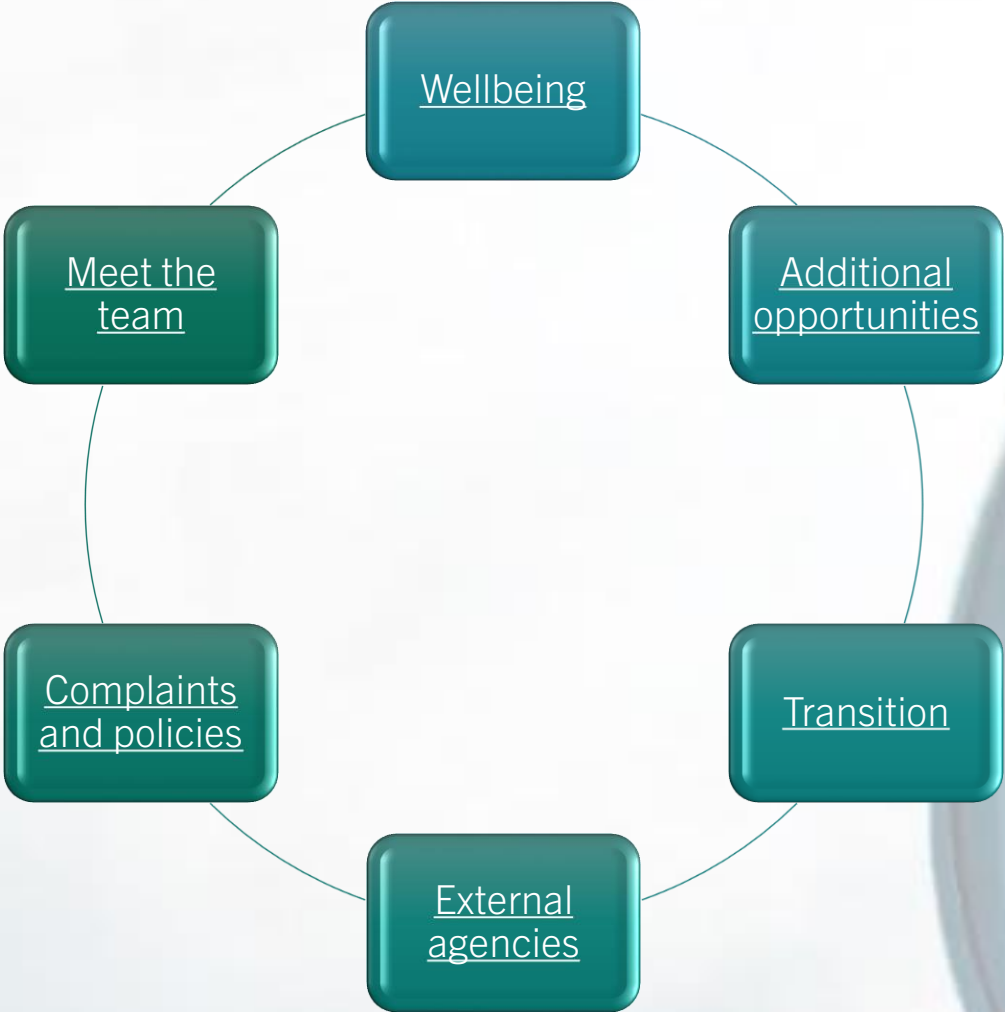 Wellbeing
Additional
opportunities
Transition
External
agencies
Complaints
and policies
Meet the
team